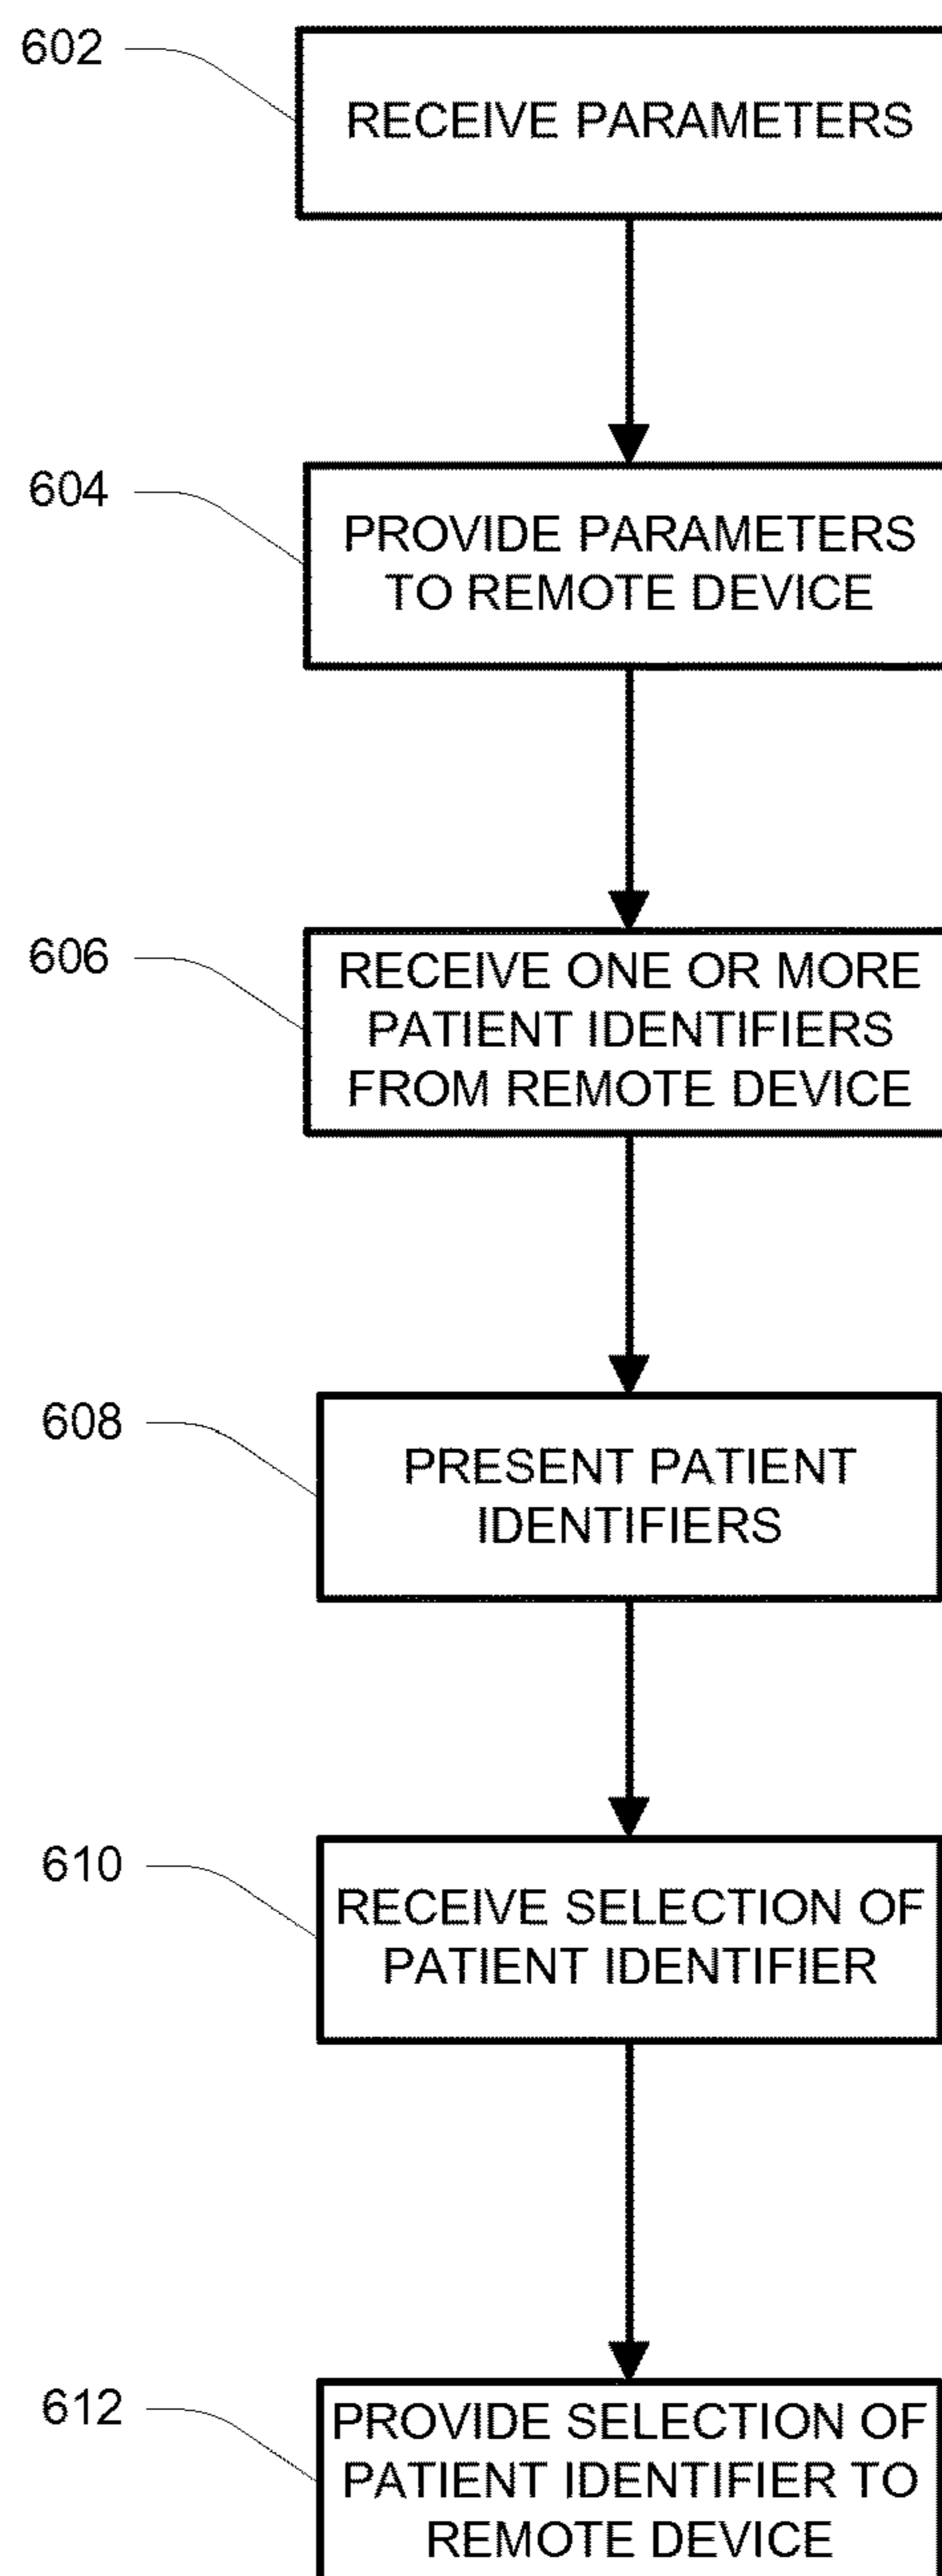 602
RECEIVE PARAMETERS
604
PROVIDE PARAMETERS
TO REMOTE DEVICE
606
RECEIVE ONE OR MORE
PATIENT IDENTIFIERS
FROM REMOTE DEVICE
608
PRESENT PATIENT
IDENTIFIERS
610
RECEIVE SELECTION OF
PATIENT IDENTIFIER
612
PROVIDE SELECTION OF
PATIENT IDENTIFIER TO
REMOTE DEVICE